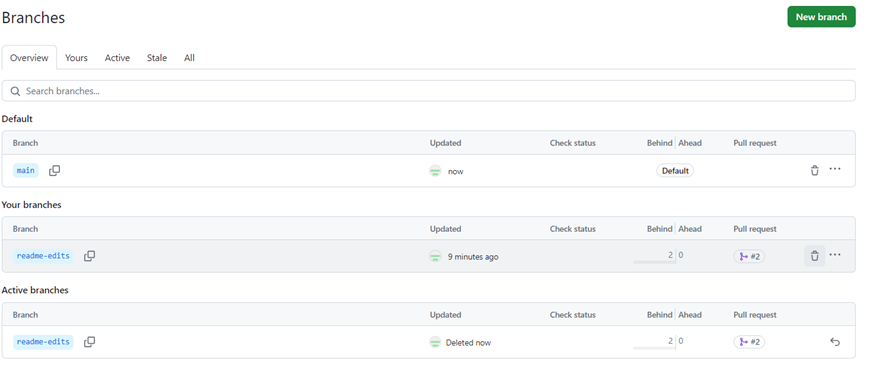 Branches New branch
Overview Yours Active Stale All
Search branches...
Default
Branch Updated Check status Behind Ahead Pull request
main now Default
Your branches
Branch Updated Check status Behind Ahead Pull request
readme-edits 9 minutes ago 2 0 #2
Active branches
Branch Updated Check status Behind Ahead Pull request
readme-edits Deleted now 2 0 #2